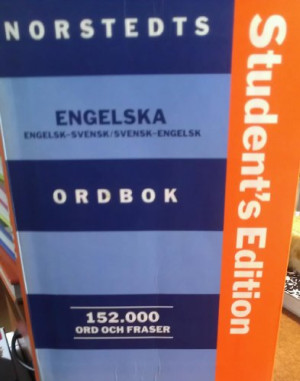 NORSTEDTS
ENGELSKA
ENGELSK-SVENSK/SVENSK-ENGELSK
ORDBOK
152.000
ORD OCH FRASER
Student's Edition